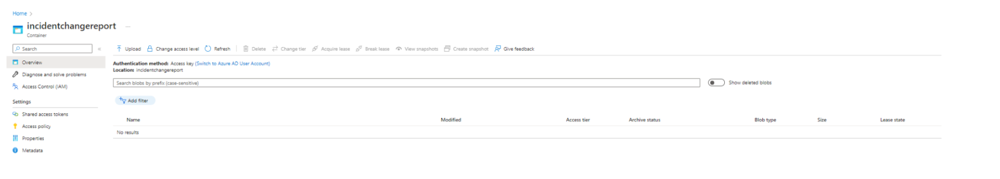 Home >
incidentchangereport ...
Container
Search «
Upload Change access level Refresh Delete Change tier Acquire lease Break lease View snapshots Create snapshot Give feedback
Overview
Diagnose and solve problems
Access Control (IAM)
Settings
Shared access tokens
Access policy
Properties
Metadata
Authentication method: Access key (Switch to Azure AD User Account)
Location: incidentchangereport
Search blobs by prefix (case-sensitive)
Show deleted blobs
Add filter
Name Modified Access tier Archive status Blob type Size Lease state
No results